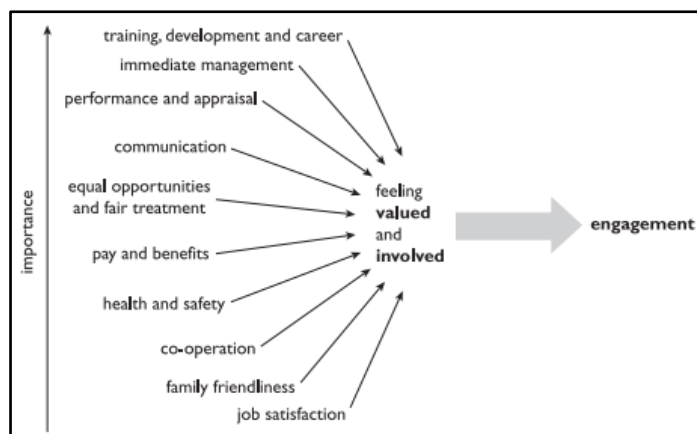 training, development and career
immediate management
performance and appraisal
communication
equal opportunities
and fair treatment
pay and benefits
health and safety
co-operation
family friendliness
job satisfaction
importance
feeling
valued
and
involved
engagement